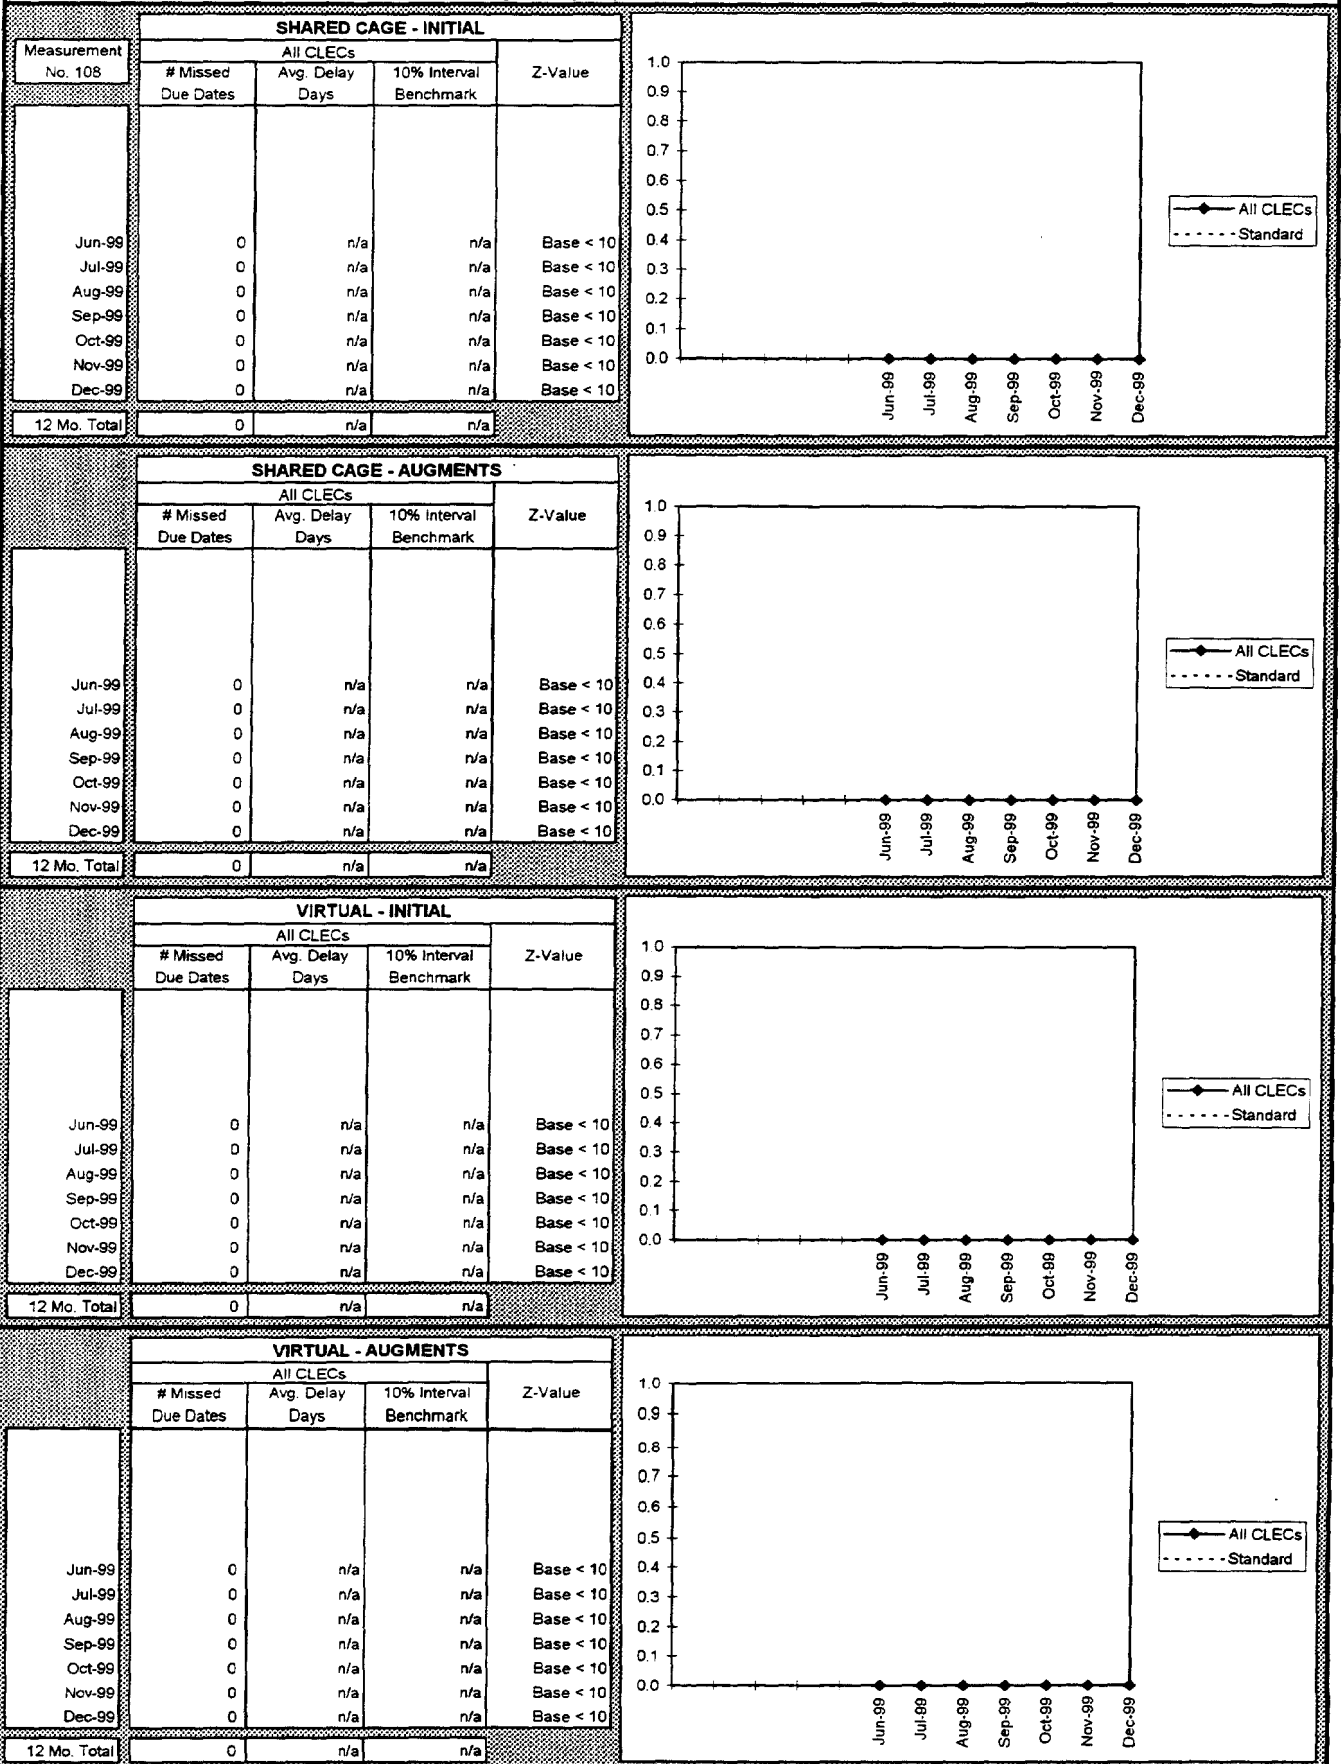 SHARED CAGE - INITIAL
Measurement
No. 108
All CLECs
# Missed Due Dates
Avg. Delay Days
10% Interval Benchmark
Z-Value
Jun-99 0 n/a n/a Base < 10
Jul-99 0 n/a n/a Base < 10
Aug-99 0 n/a n/a Base < 10
Sep-99 0 n/a n/a Base < 10
Oct-99 0 n/a n/a Base < 10
Nov-99 0 n/a n/a Base < 10
Dec-99 0 n/a n/a Base < 10
12 Mo. Total 0 n/a n/a
1.0
0.9
0.8
0.7
0.6
0.5
0.4
0.3
0.2
0.1
0.0
Jun-99 Jul-99 Aug-99 Sep-99 Oct-99 Nov-99 Dec-99
All CLECs
Standard
SHARED CAGE - AUGMENTS
All CLECs
# Missed Due Dates
Avg. Delay Days
10% Interval Benchmark
Z-Value
Jun-99 0 n/a n/a Base < 10
Jul-99 0 n/a n/a Base < 10
Aug-99 0 n/a n/a Base < 10
Sep-99 0 n/a n/a Base < 10
Oct-99 0 n/a n/a Base < 10
Nov-99 0 n/a n/a Base < 10
Dec-99 0 n/a n/a Base < 10
12 Mo. Total 0 n/a n/a
1.0
0.9
0.8
0.7
0.6
0.5
0.4
0.3
0.2
0.1
0.0
Jun-99 Jul-99 Aug-99 Sep-99 Oct-99 Nov-99 Dec-99
All CLECs
Standard
VIRTUAL - INITIAL
All CLECs
# Missed Due Dates
Avg. Delay Days
10% Interval Benchmark
Z-Value
Jun-99 0 n/a n/a Base < 10
Jul-99 0 n/a n/a Base < 10
Aug-99 0 n/a n/a Base < 10
Sep-99 0 n/a n/a Base < 10
Oct-99 0 n/a n/a Base < 10
Nov-99 0 n/a n/a Base < 10
Dec-99 0 n/a n/a Base < 10
12 Mo. Total 0 n/a n/a
1.0
0.9
0.8
0.7
0.6
0.5
0.4
0.3
0.2
0.1
0.0
Jun-99 Jul-99 Aug-99 Sep-99 Oct-99 Nov-99 Dec-99
All CLECs
Standard
VIRTUAL - AUGMENTS
All CLECs
# Missed Due Dates
Avg. Delay Days
10% Interval Benchmark
Z-Value
Jun-99 0 n/a n/a Base < 10
Jul-99 0 n/a n/a Base < 10
Aug-99 0 n/a n/a Base < 10
Sep-99 0 n/a n/a Base < 10
Oct-99 0 n/a n/a Base < 10
Nov-99 0 n/a n/a Base < 10
Dec-99 0 n/a n/a Base < 10
12 Mo. Total 0 n/a n/a
1.0
0.9
0.8
0.7
0.6
0.5
0.4
0.3
0.2
0.1
0.0
Jun-99 Jul-99 Aug-99 Sep-99 Oct-99 Nov-99 Dec-99
All CLECs
Standard